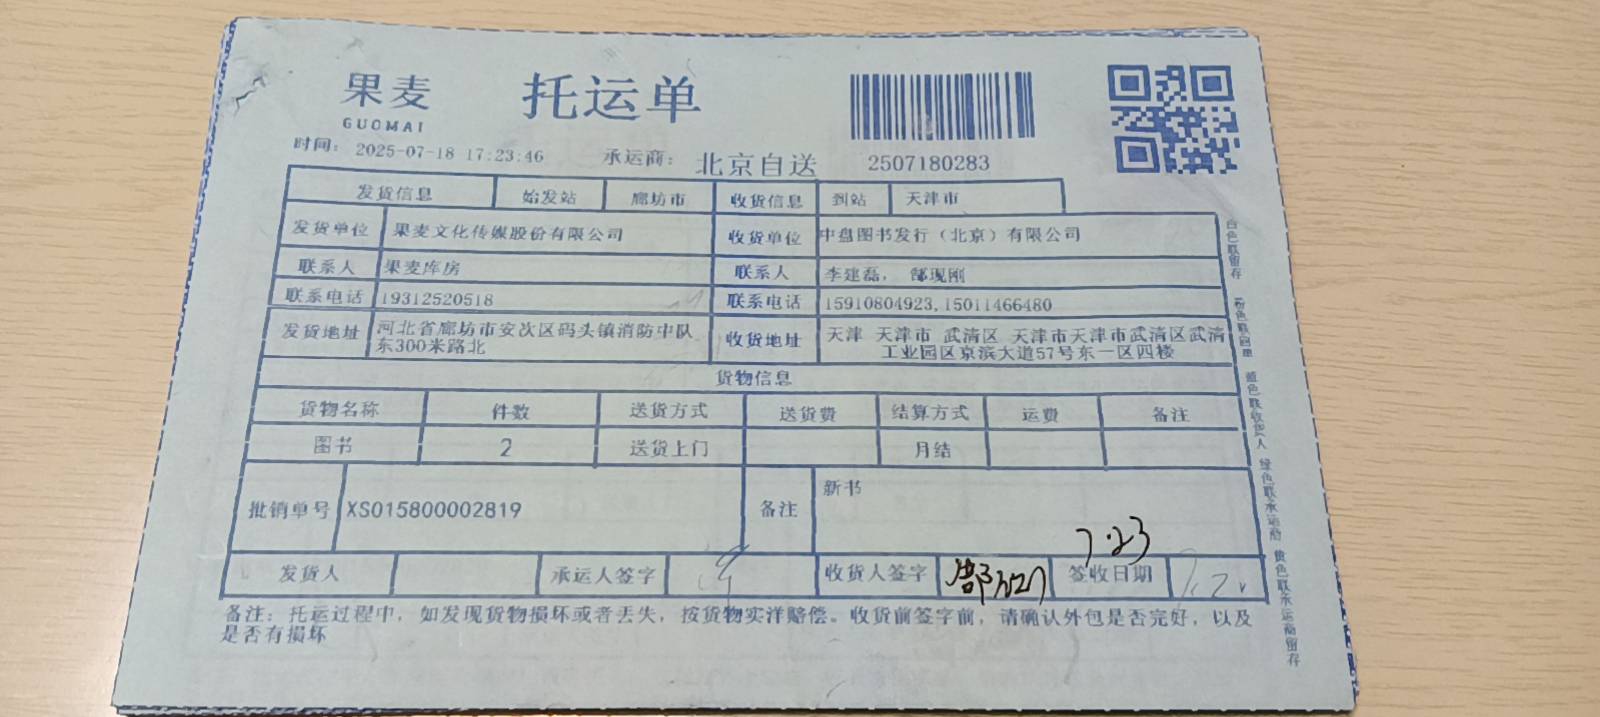 果麦
GUOMAI
托运单
时间: 2025-07-18 17:23:46
承运商: 北京自送
2507180283
发货信息 始发站 廊坊市 收货信息 到站 天津市
发货单位 果麦文化传媒股份有限公司 收货单位 中盘图书发行（北京）有限公司
联系人 果麦库房 联系人 李建磊, 郜现刚
联系电话 19312520518 联系电话 15910804923,15011466480
发货地址 河北省廊坊市安次区码头镇消防中队
东300米路北
收货地址 天津 天津市 武清区 天津市天津市武清区武清
工业园区京滨大道57号东一区四楼
货物信息
货物名称 件数 送货方式 送货费 结算方式 运费 备注
图书 2 送货上门 月结
批销单号 XS015800002819 备注 新书
7.23
发货人 承运人签字 收货人签字 签收日期
备注: 托运过程中, 如发现货物损坏或者丢失, 按货物实洋赔偿。收货前签字前, 请确认外包是否完好, 以及
是否有损坏
白色联留存 粉色联回单 蓝色联收货人 绿色联承运商 黄色联承运商留存